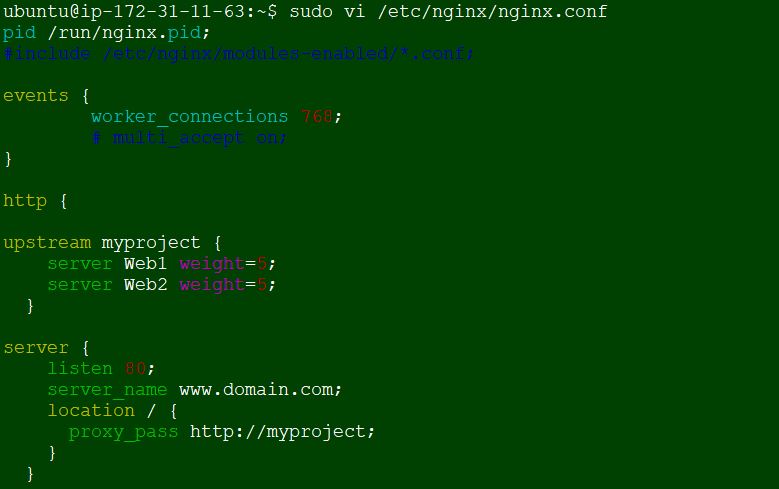 ubuntu@ip-172-31-11-63:~$ sudo vi /etc/nginx/nginx.conf
pid /run/nginx.pid;
#include /etc/nginx/modules-enabled/*.conf;

events {
        worker_connections 768;
        # multi_accept on;
}

http {

upstream myproject {
    server Web1 weight=5;
    server Web2 weight=5;
  }

server {
    listen 80;
    server_name www.domain.com;
    location / {
      proxy_pass http://myproject;
    }
  }